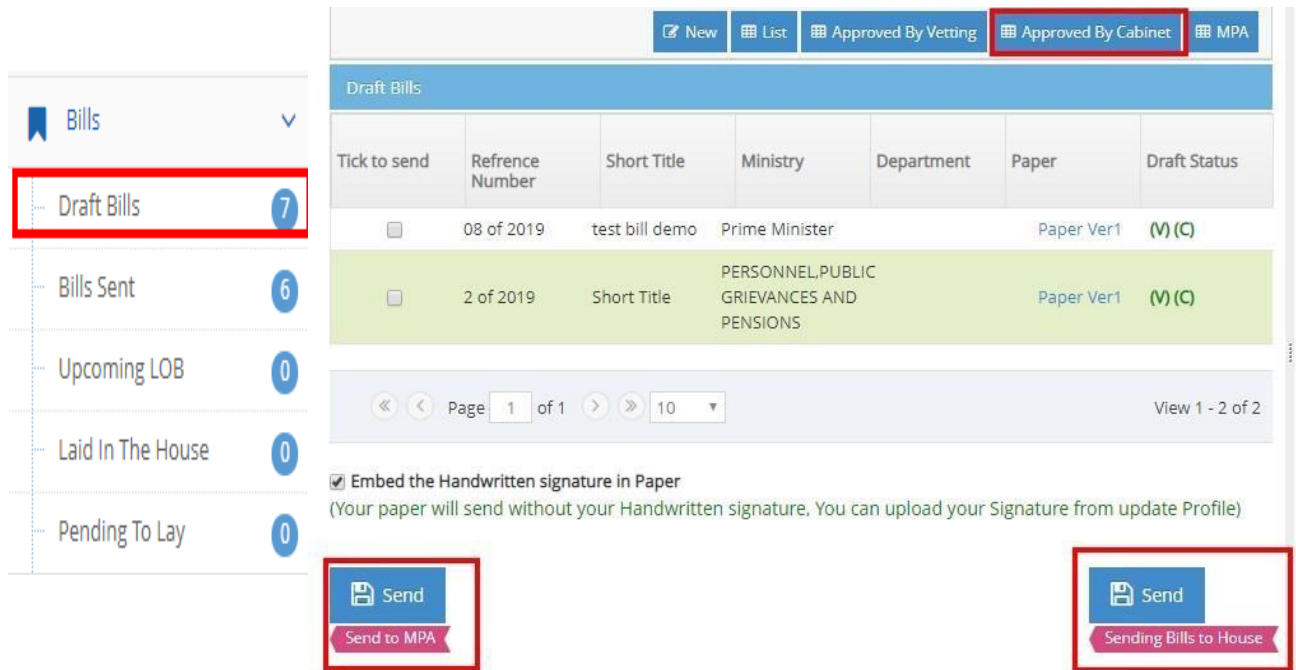 Bills
Draft Bills 7
Bills Sent 6
Upcoming LOB 0
Laid In The House 0
Pending To Lay 0
New List Approved By Vetting Approved By Cabinet MPA
Draft Bills
Tick to send Refrence Number Short Title Ministry Department Paper Draft Status
08 of 2019 test bill demo Prime Minister Paper Ver1 (V) (C)
PERSONNEL,PUBLIC
2 of 2019 Short Title GRIEVANCES AND Paper Ver1 (V) (C)
PENSIONS
Page 1 of 1 10 View 1 - 2 of 2
Embed the Handwritten signature in Paper
(Your paper will send without your Handwritten signature, You can upload your Signature from update Profile)
Send Send
Send to MPA Sending Bills to House